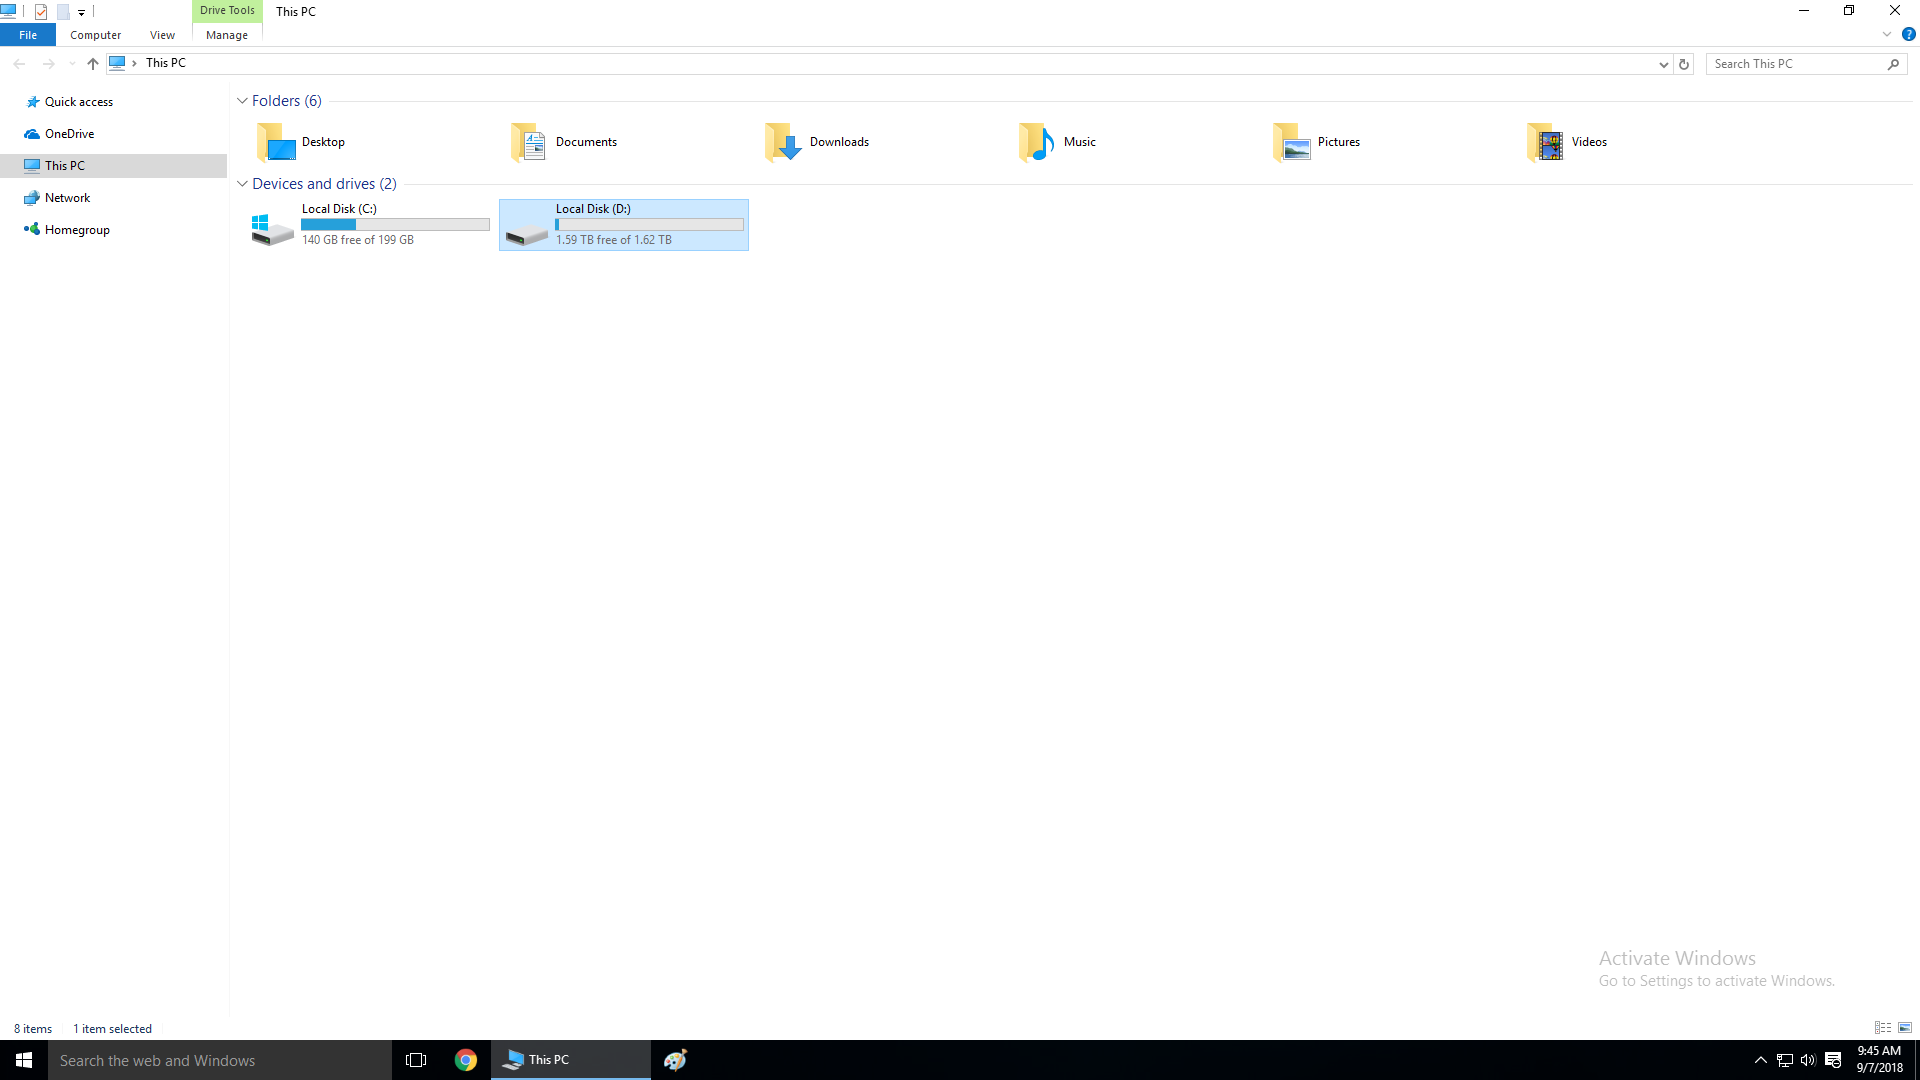 Drive Tools
This PC
File
Computer
View
Manage
This PC
Search This PC
Quick access
OneDrive
This PC
Network
Homegroup
Folders (6)
Desktop
Documents
Downloads
Music
Pictures
Videos
Devices and drives (2)
Local Disk (C:)
140 GB free of 199 GB
Local Disk (D:)
1.59 TB free of 1.62 TB
Activate Windows
Go to Settings to activate Windows.
8 items
1 item selected
Search the web and Windows
This PC
9:45 AM
9/7/2018